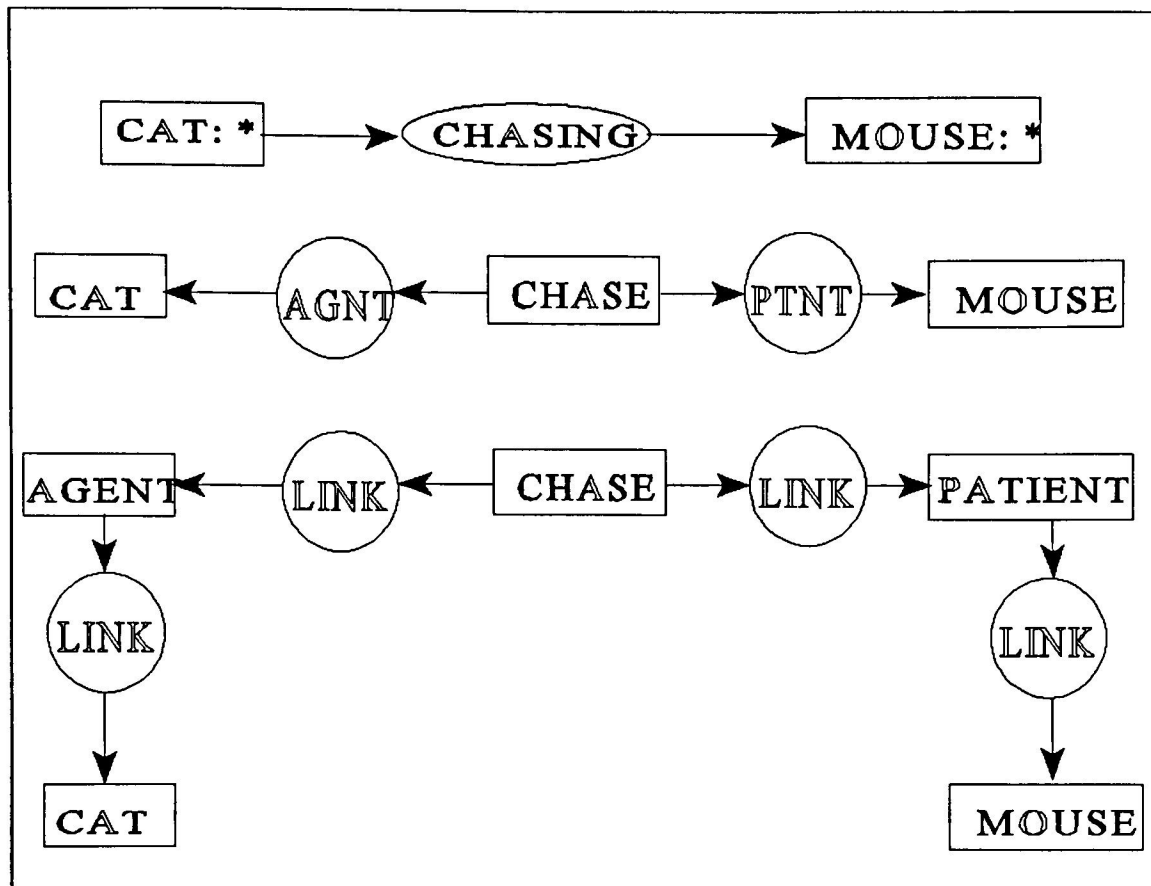 CAT: * CHASING MOUSE: *
CAT AGNT CHASE PTNT MOUSE
AGENT LINK CHASE LINK PATIENT
LINK LINK
CAT MOUSE